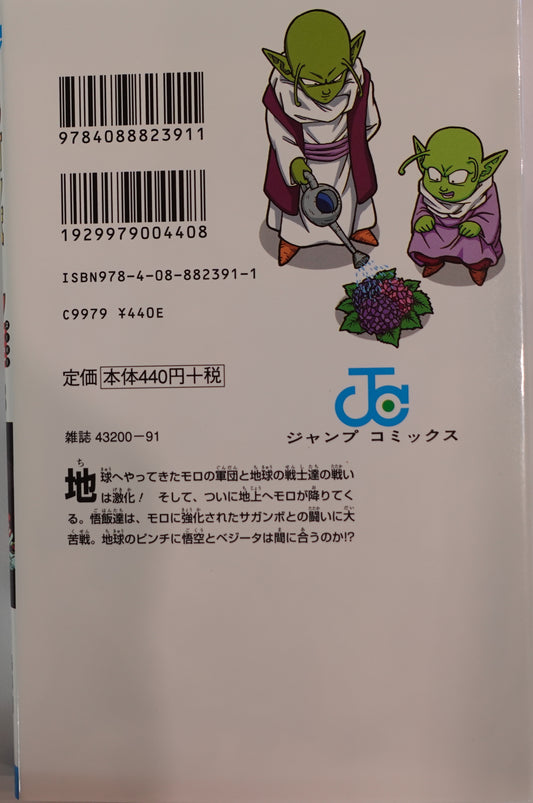 9784088823911
1929979004408
ISBN978-4-08-882391-1
C9979 ¥440E
定価 本体440円+税
雑誌 43200-91
ジャンプ コミックス
地球へやってきたモロの軍団と地球の戦士達の戦い
は激化! そして、ついに地上へモロが降りてく
る。悟飯達は、モロに強化されたサガンボとの闘いに大
苦戦。地球のピンチに悟空とベジータは間に合うのか!?